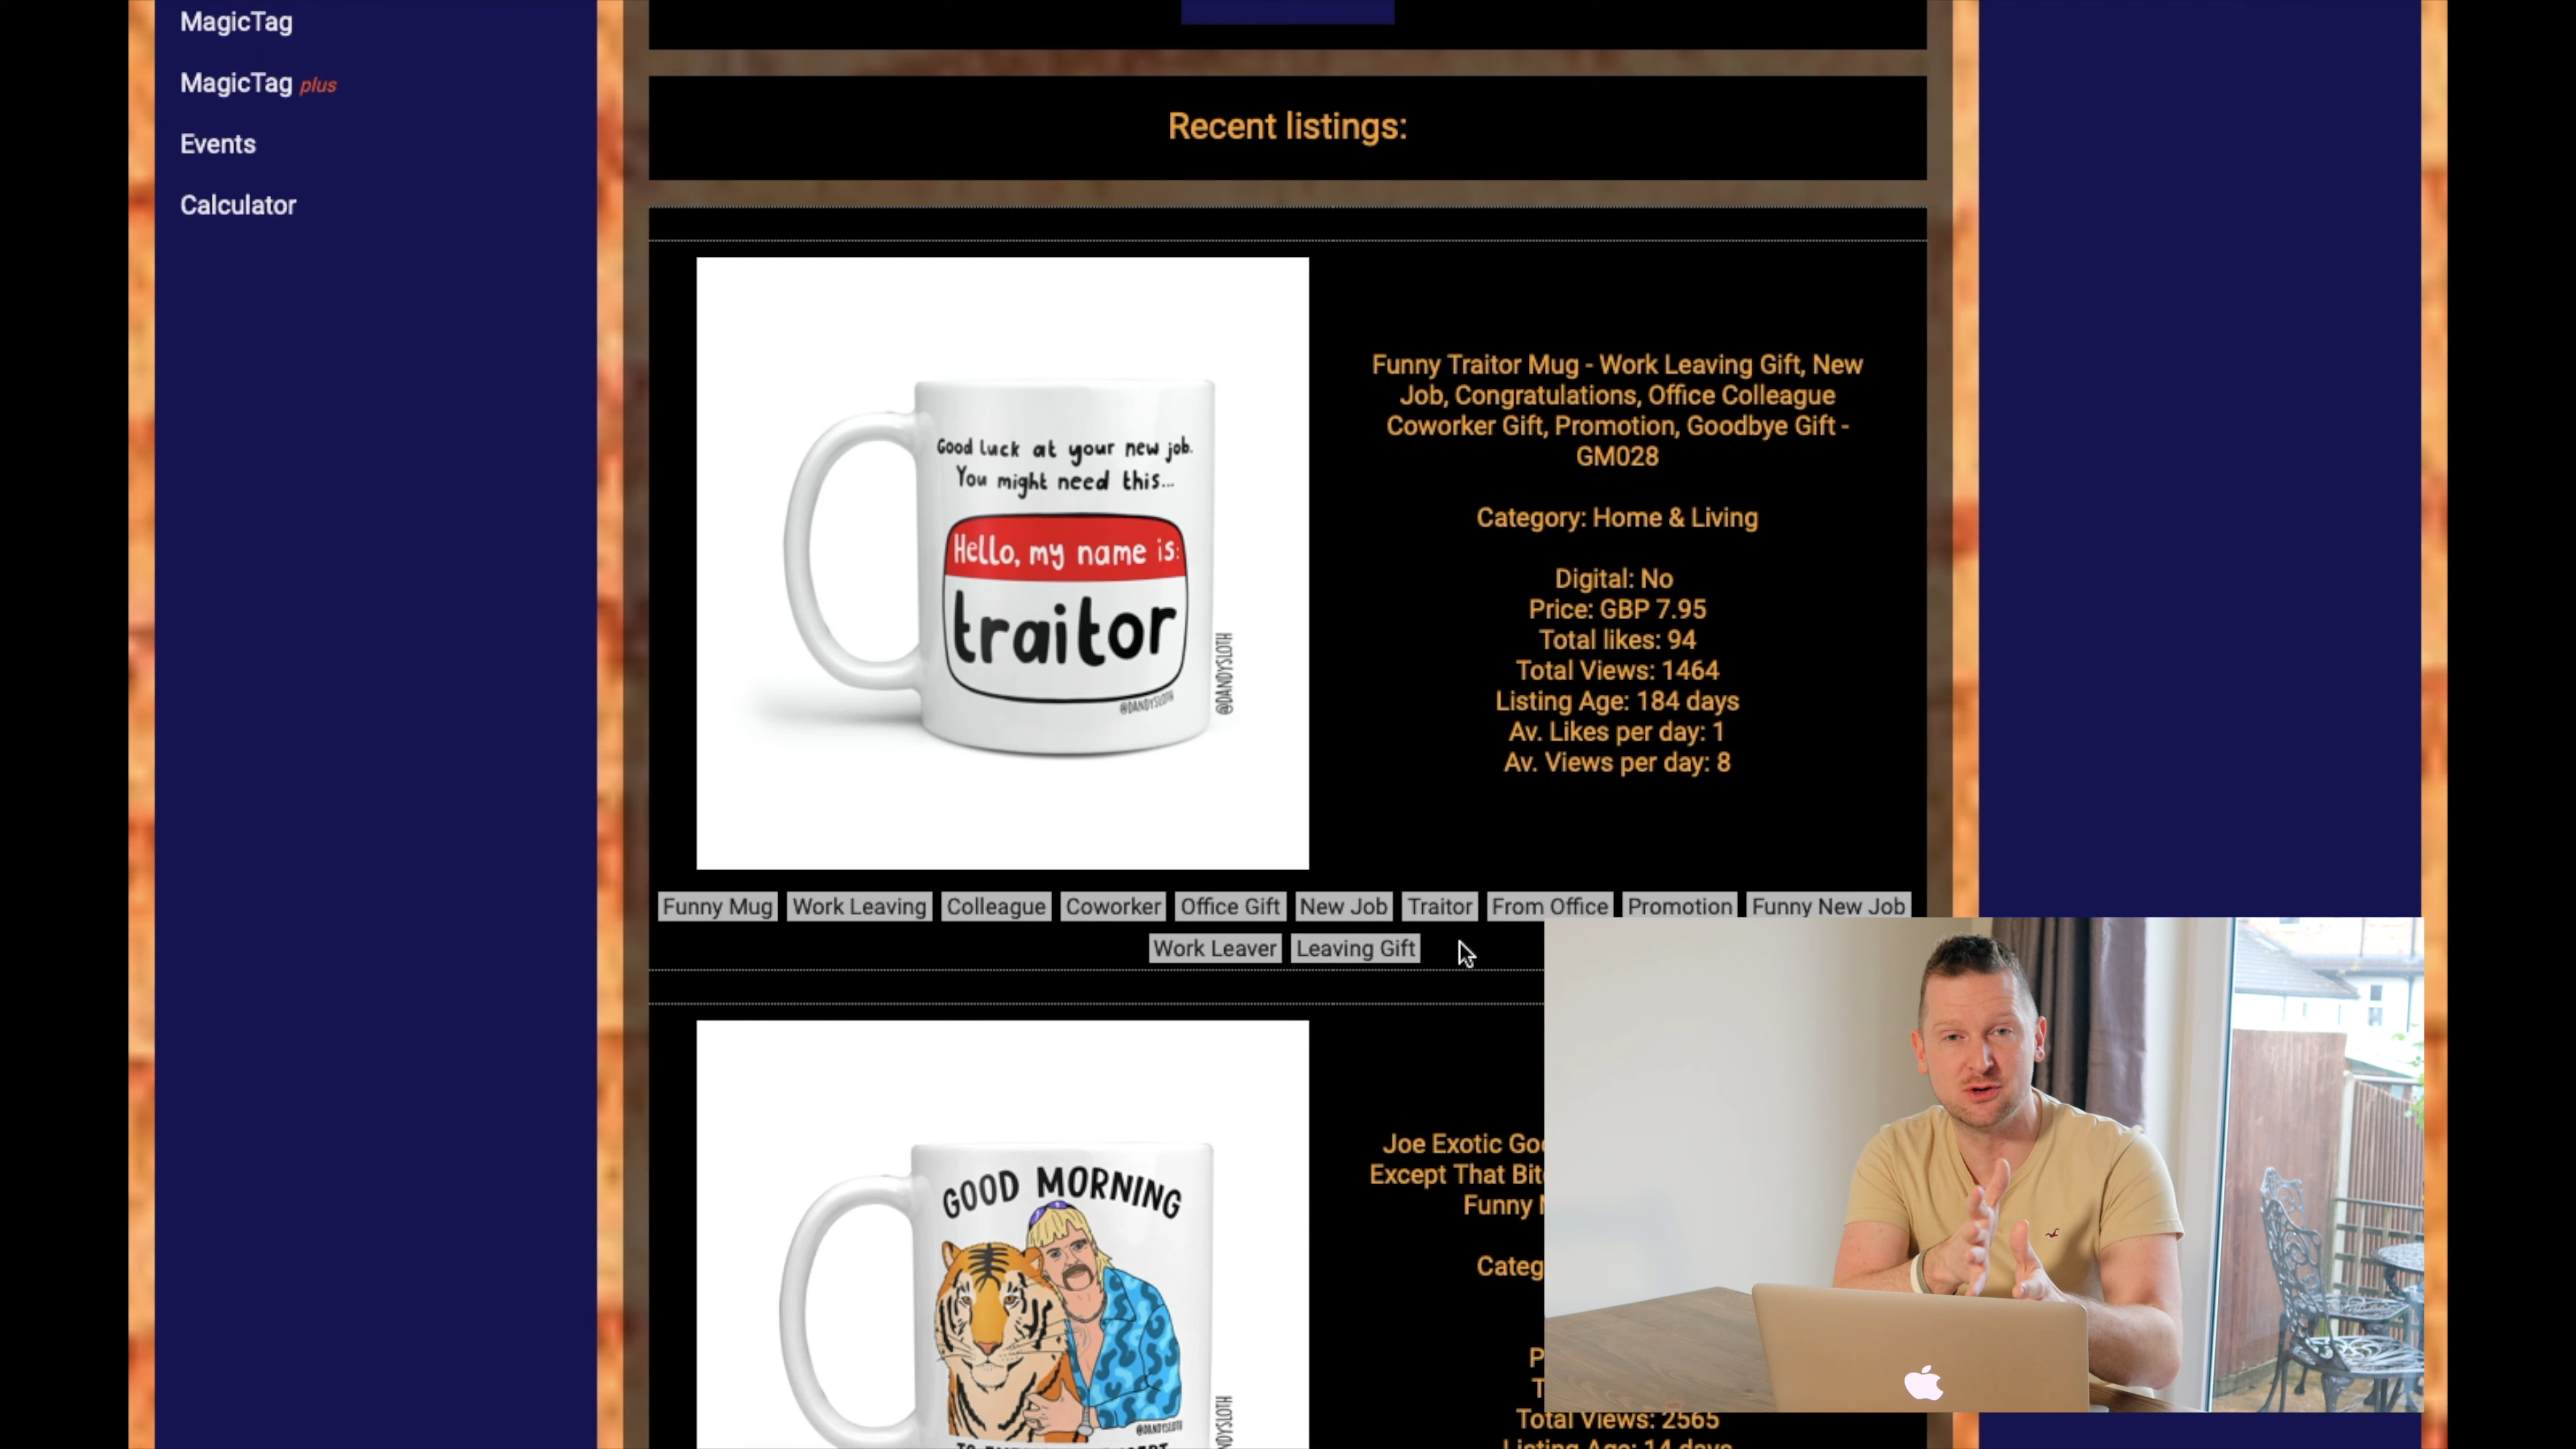 MagicTag
MagicTag plus
Events
Calculator
Recent listings:
Good luck at your new job.
You might need this...
Hello, my name is:
traitor
@DANDYSLOTH
@DANDYSLOTH
Funny Traitor Mug - Work Leaving Gift, New
Job, Congratulations, Office Colleague
Coworker Gift, Promotion, Goodbye Gift -
GM028
Category: Home & Living
Digital: No
Price: GBP 7.95
Total likes: 94
Total Views: 1464
Listing Age: 184 days
Av. Likes per day: 1
Av. Views per day: 8
Funny Mug Work Leaving Colleague Coworker Office Gift New Job Traitor From Office Promotion Funny New Job
Work Leaver Leaving Gift
GOOD MORNING
@DANDYSLOTH
Joe Exotic
Except That
Funny
Total Views: 2565
Listing Age: 14 days